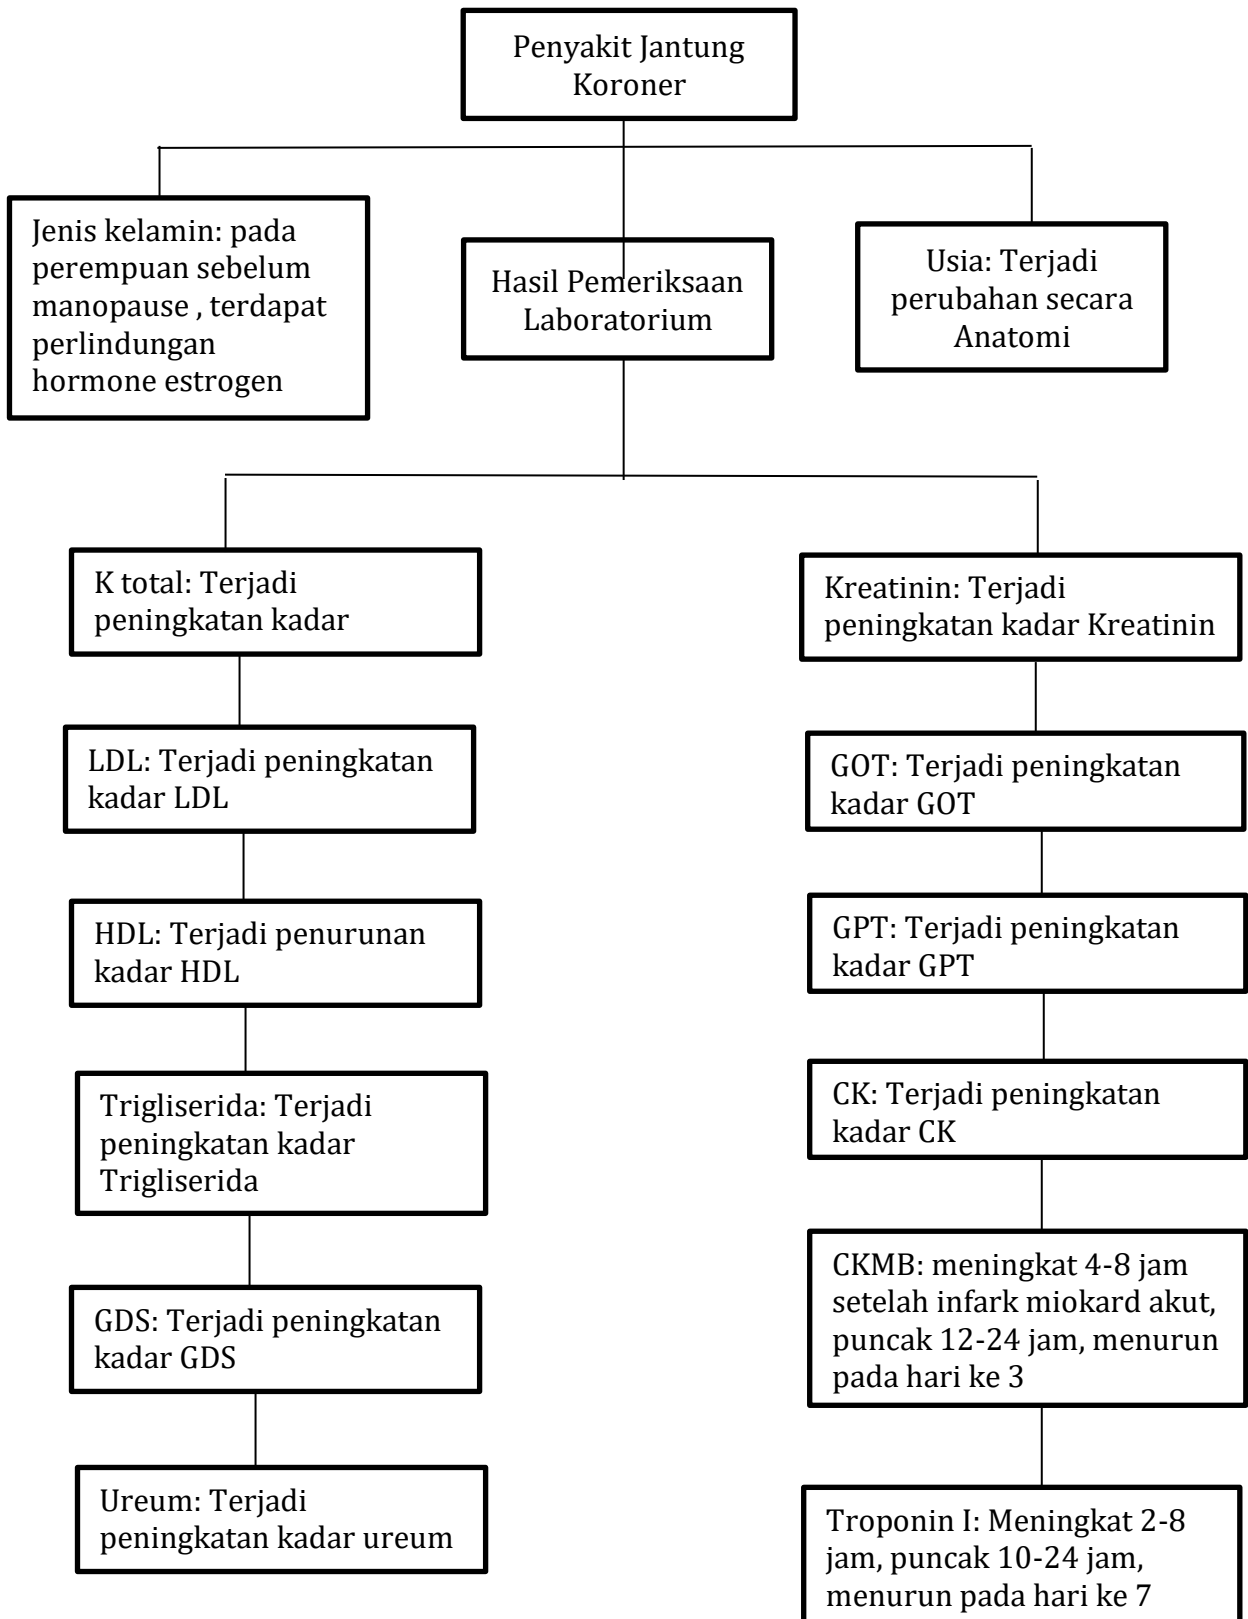 Penyakit Jantung
Koroner
Jenis kelamin: pada
perempuan sebelum
manopause , terdapat
perlindungan
hormone estrogen
Hasil Pemeriksaan
Laboratorium
Usia: Terjadi
perubahan secara
Anatomi
K total: Terjadi
peningkatan kadar
LDL: Terjadi peningkatan
kadar LDL
HDL: Terjadi penurunan
kadar HDL
Trigliserida: Terjadi
peningkatan kadar
Trigliserida
GDS: Terjadi peningkatan
kadar GDS
Ureum: Terjadi
peningkatan kadar ureum
Kreatinin: Terjadi
peningkatan kadar Kreatinin
GOT: Terjadi peningkatan
kadar GOT
GPT: Terjadi peningkatan
kadar GPT
CK: Terjadi peningkatan
kadar CK
CKMB: meningkat 4-8 jam
setelah infark miokard akut,
puncak 12-24 jam, menurun
pada hari ke 3
Troponin I: Meningkat 2-8
jam, puncak 10-24 jam,
menurun pada hari ke 7